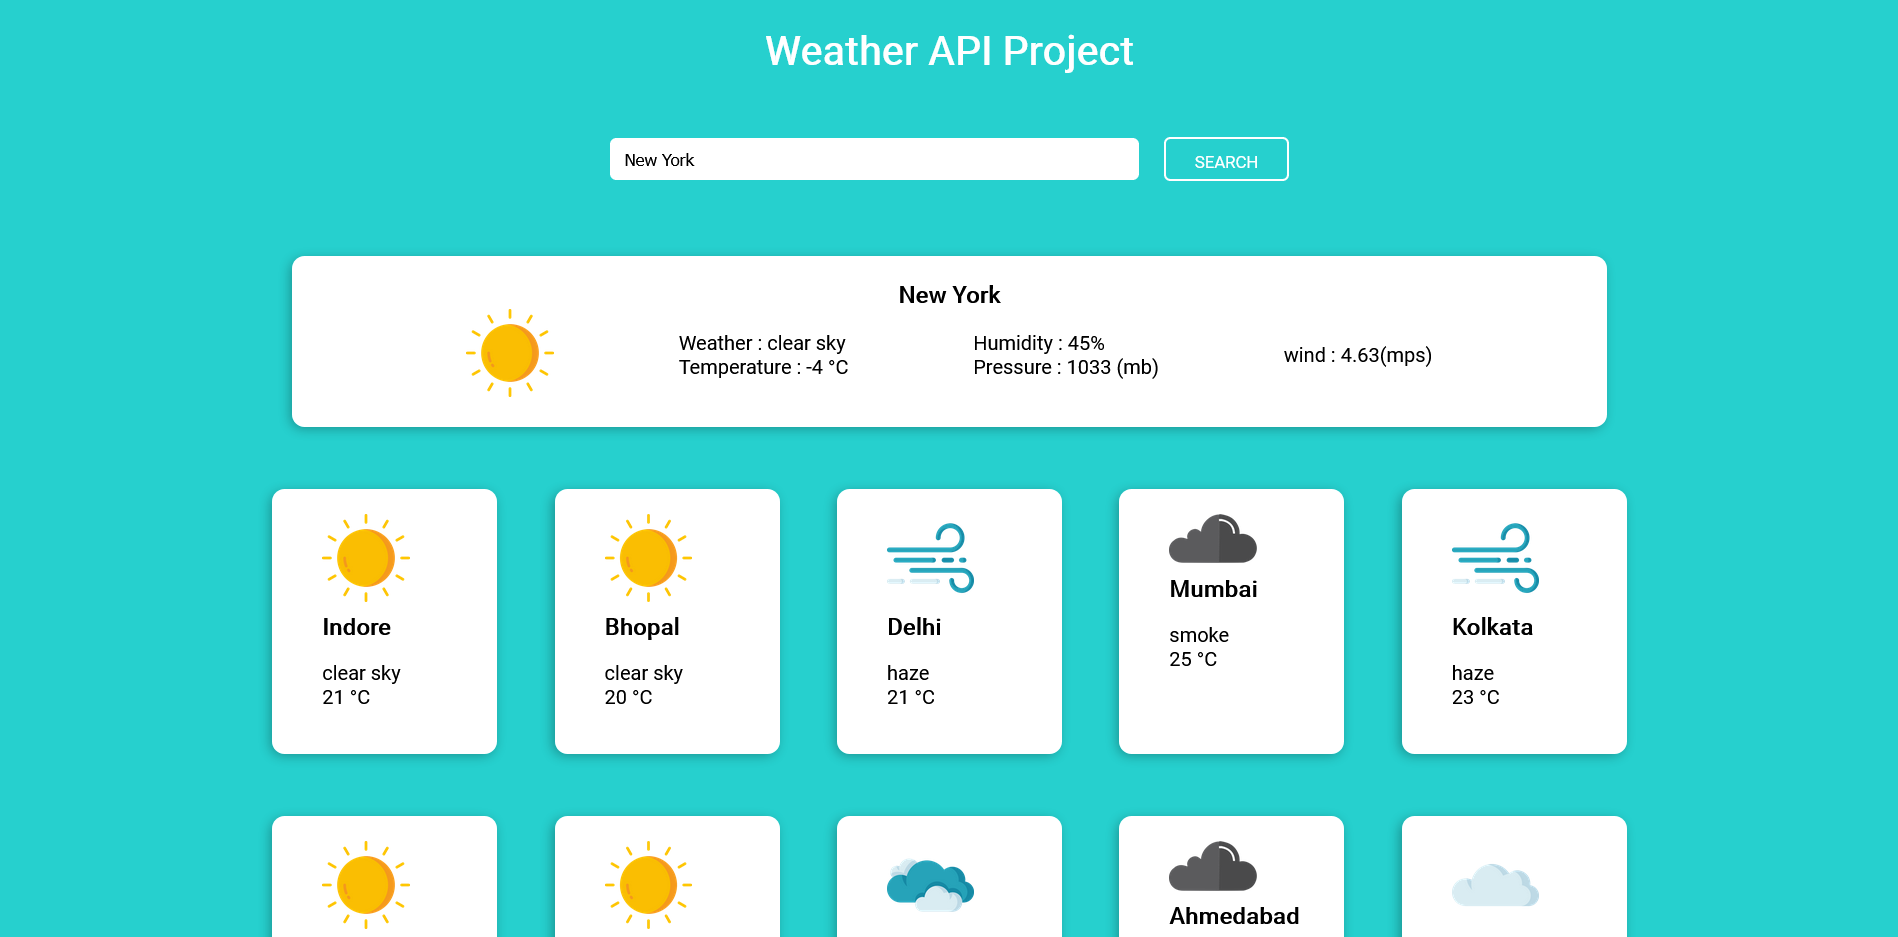 Weather API Project
New York
SEARCH
New York
Weather : clear sky
Temperature : -4 °C
Humidity : 45%
Pressure : 1033 (mb)
wind : 4.63(mps)
Indore
clear sky
21 °C
Bhopal
clear sky
20 °C
Delhi
haze
21 °C
Mumbai
smoke
25 °C
Kolkata
haze
23 °C
Ahmedabad